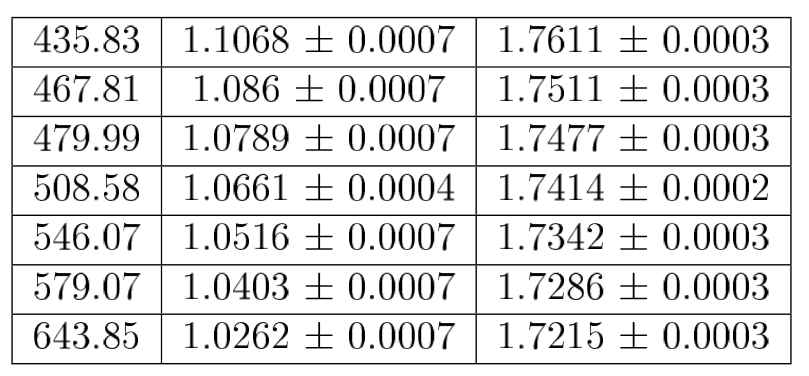 435.83 1.1068 ± 0.0007 1.7611 ± 0.0003
467.81 1.086 ± 0.0007 1.7511 ± 0.0003
479.99 1.0789 ± 0.0007 1.7477 ± 0.0003
508.58 1.0661 ± 0.0004 1.7414 ± 0.0002
546.07 1.0516 ± 0.0007 1.7342 ± 0.0003
579.07 1.0403 ± 0.0007 1.7286 ± 0.0003
643.85 1.0262 ± 0.0007 1.7215 ± 0.0003